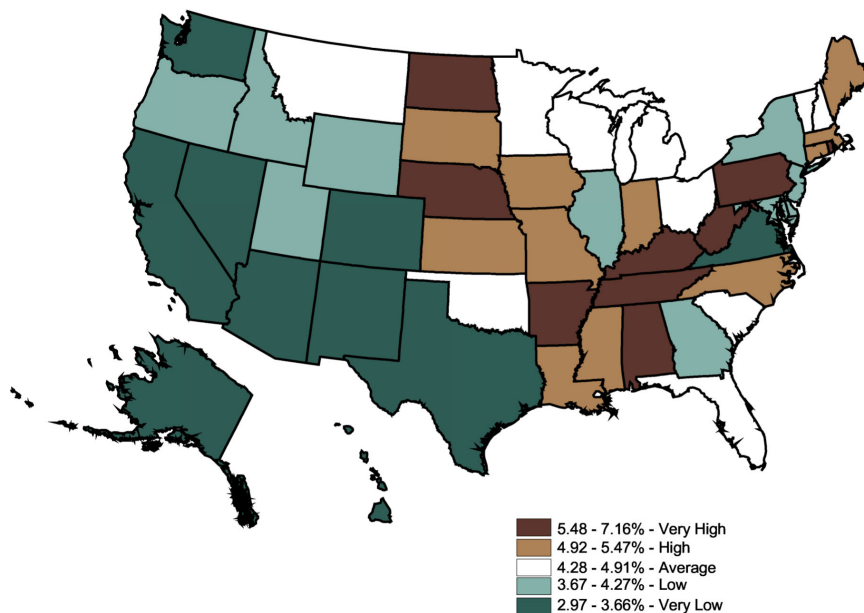 5.48 - 7.16% - Very High
4.92 - 5.47% - High
4.28 - 4.91% - Average
3.67 - 4.27% - Low
2.97 - 3.66% - Very Low